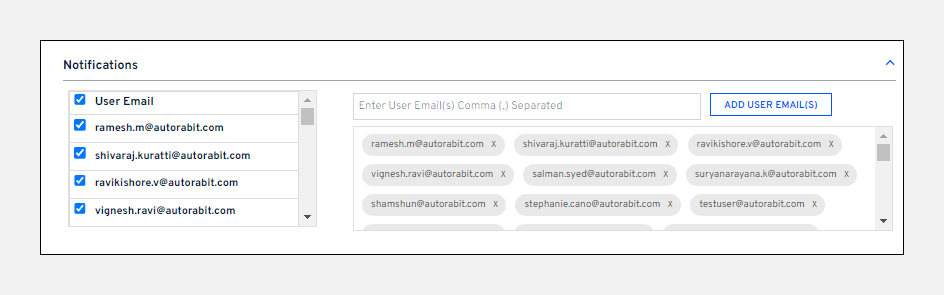 Notifications
User Email
ramesh.m@autorabit.com
shivaraj.kuratti@autorabit.com
ravikishore.v@autorabit.com
vignesh.ravi@autorabit.com
Enter User Email(s) Comma (,) Separated
ADD USER EMAIL(S)
ramesh.m@autorabit.com X shivaraj.kuratti@autorabit.com X ravikishore.v@autorabit.com X
vignesh.ravi@autorabit.com X salman.syed@autorabit.com X suryanarayana.k@autorabit.com X
shamshun@autorabit.com X stephanie.cano@autorabit.com X testuser@autorabit.com X